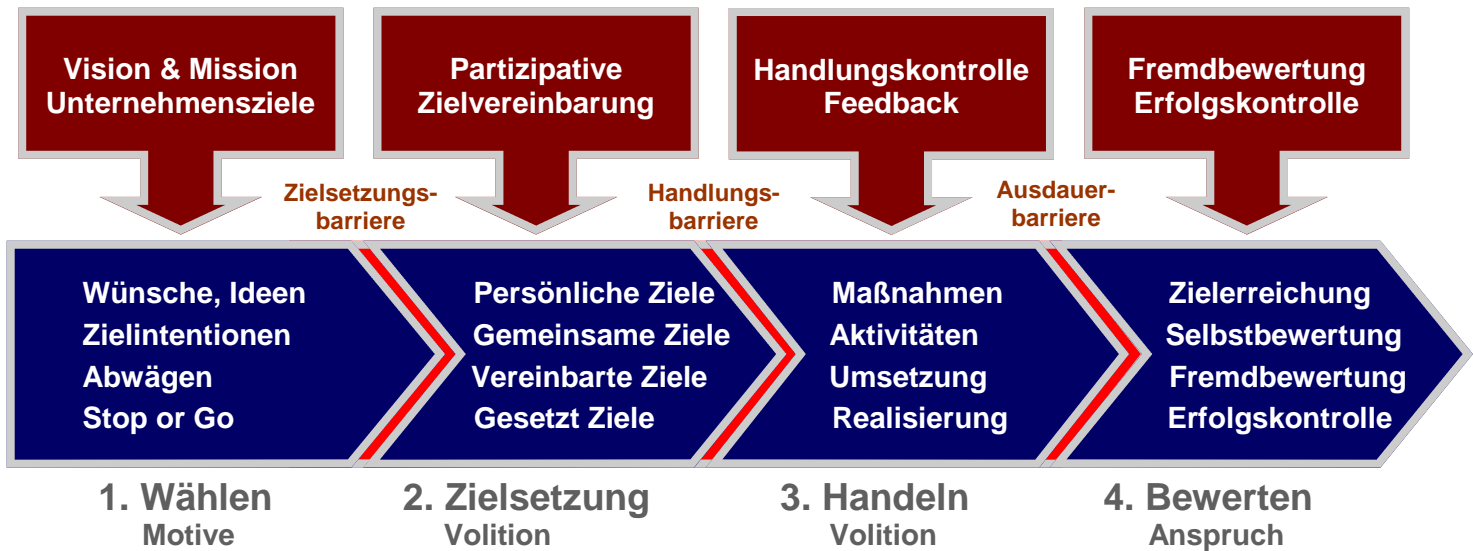 Vision & Mission
Unternehmensziele
Partizipative
Zielvereinbarung
Handlungskontrolle
Feedback
Fremdbewertung
Erfolgskontrolle
Zielsetzungs-
barriere
Handlungs-
barriere
Ausdauer-
barriere
Wünsche, Ideen
Zielintentionen
Abwägen
Stop or Go
Persönliche Ziele
Gemeinsame Ziele
Vereinbarte Ziele
Gesetzt Ziele
Maßnahmen
Aktivitäten
Umsetzung
Realisierung
Zielerreichung
Selbstbewertung
Fremdbewertung
Erfolgskontrolle
1. Wählen
Motive
2. Zielsetzung
Volition
3. Handeln
Volition
4. Bewerten
Anspruch